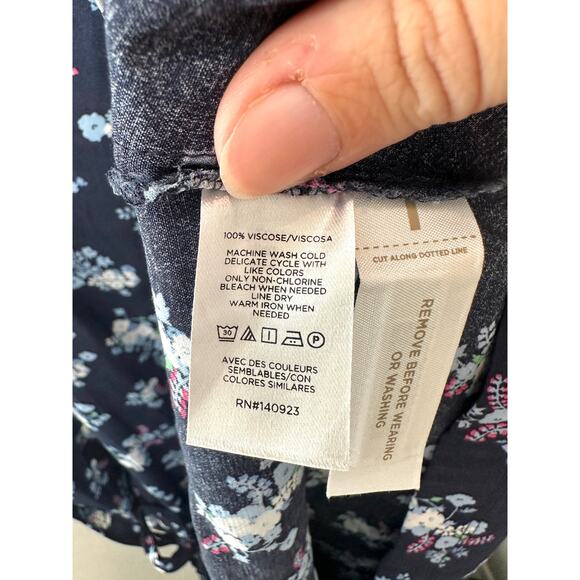 100% VISCOSE/VISCOSA
MACHINE WASH COLD
DELICATE CYCLE WITH
LIKE COLORS
ONLY NON-CHLORINE
BLEACH WHEN NEEDED
LINE DRY
WARM IRON WHEN
NEEDED
30 P
AVEC DES COULEURS
SEMBLABLES/CON
COLORES SIMILARES
RN#140923
CUT ALONG DOTTED LINE
REMOVE BEFORE WEARING
OR WASHING